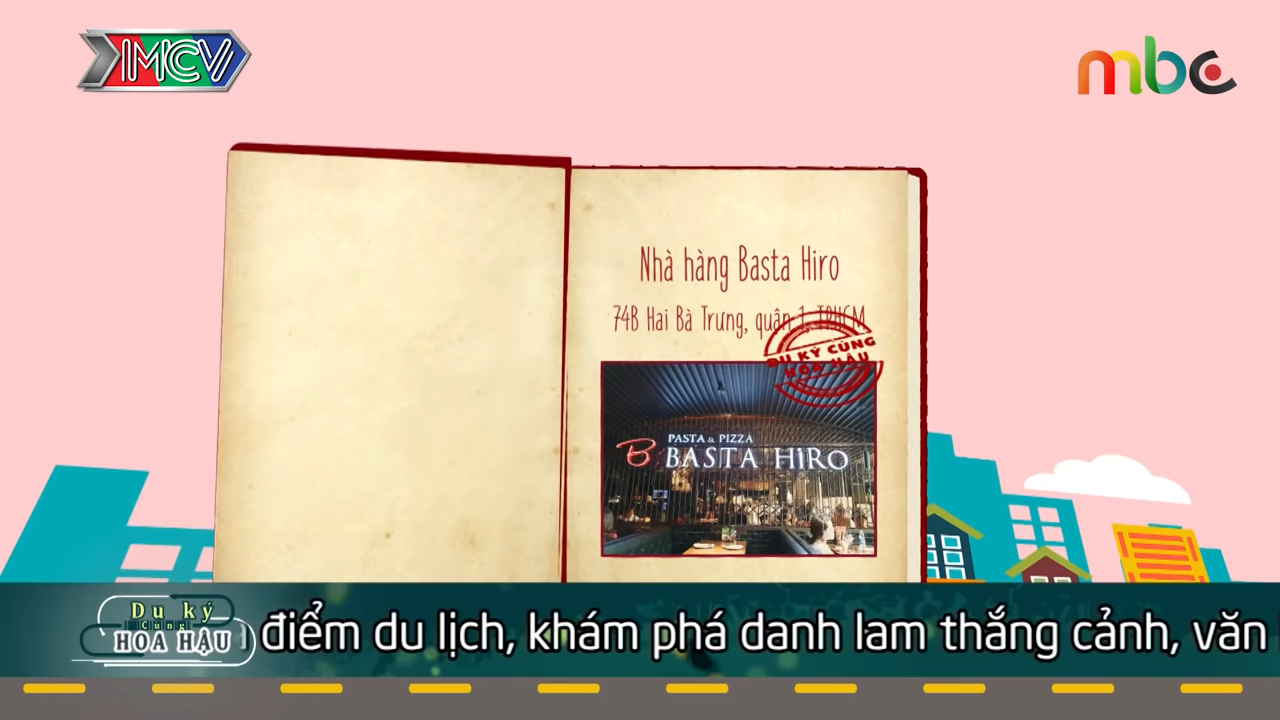 MCV
mbc
Nhà hàng Basta Hiro
74B Hai Bà Trưng, quận 1, TPHCM
DU KÝ CÙNG
HOA HẬU
PASTA & PIZZA
B BASTA HiRO
Du ký
Cùng
HOA HẬU
điểm du lịch, khám phá danh lam thắng cảnh, văn